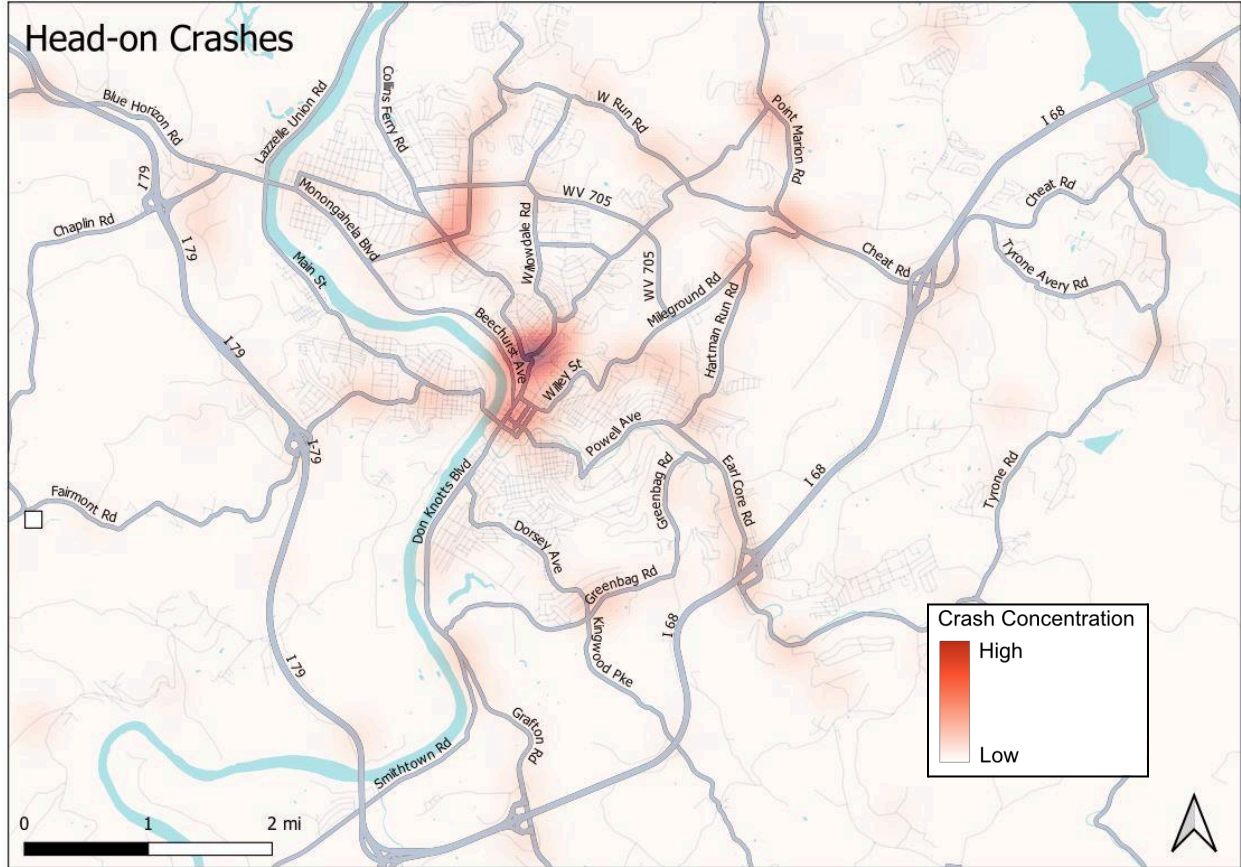 Head-on Crashes
Blue Horizon Rd
Lazzelle Union Rd
Collins Ferry Rd
W Run Rd
Point Marion Rd
I 68
I 79
Chaplin Rd
I 79
Monongahela Blvd
WV 705
Willowdale Rd
Cheat Rd
Main St
WV 705
Cheat Rd
Tyrone Avery Rd
Mileground Rd
Hartman Run Rd
I 79
Beechurst Ave
Willey St
Powell Ave
I-79
Don Knotts Blvd
Greenbag Rd
Earl Core Rd
I 68
Tyrone Rd
Fairmont Rd
Dorsey Ave
Greenbag Rd
Kingwood Pke
I 68
I 79
Grafton Rd
Smithtown Rd
Crash Concentration
High
Low
0 1 2 mi